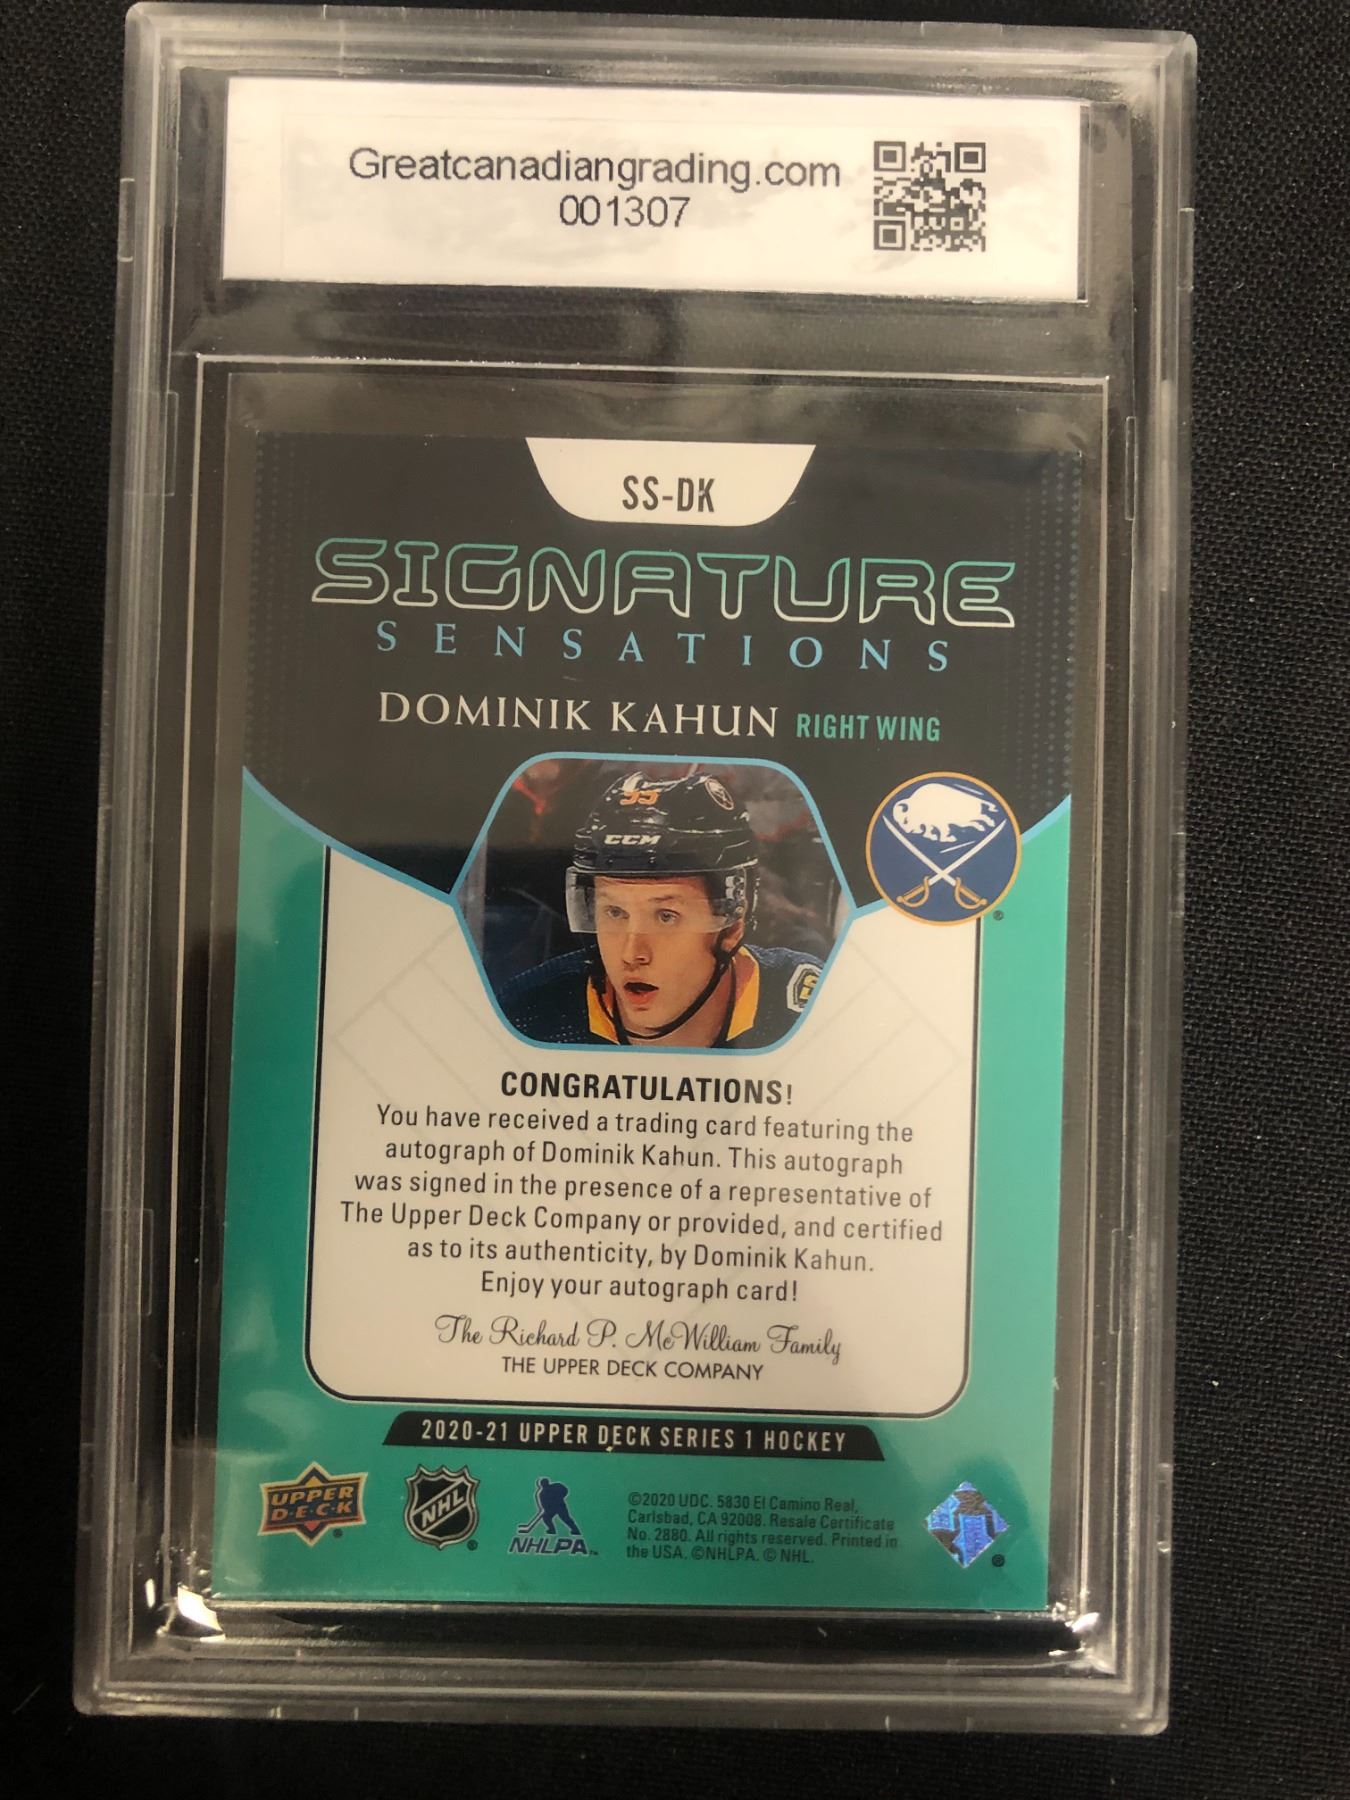 Greatcanadiangrading.com
001307
SS-DK
SIGNATURE
SENSATIONS
DOMINIK KAHUN RIGHT WING
95
CCM
CONGRATULATIONS!
You have received a trading card featuring the
autograph of Dominik Kahun. This autograph
was signed in the presence of a representative of
The Upper Deck Company or provided, and certified
as to its authenticity, by Dominik Kahun.
Enjoy your autograph card!
The Richard P. McWilliam Family
THE UPPER DECK COMPANY
2020-21 UPPER DECK SERIES 1 HOCKEY
UPPER
D·E·C·K
NHL
NHLPA
©2020 UDC. 5830 El Camino Real,
Carlsbad, CA 92008. Resale Certificate
No. 2880. All rights reserved. Printed in
the USA. ©NHLPA. © NHL.